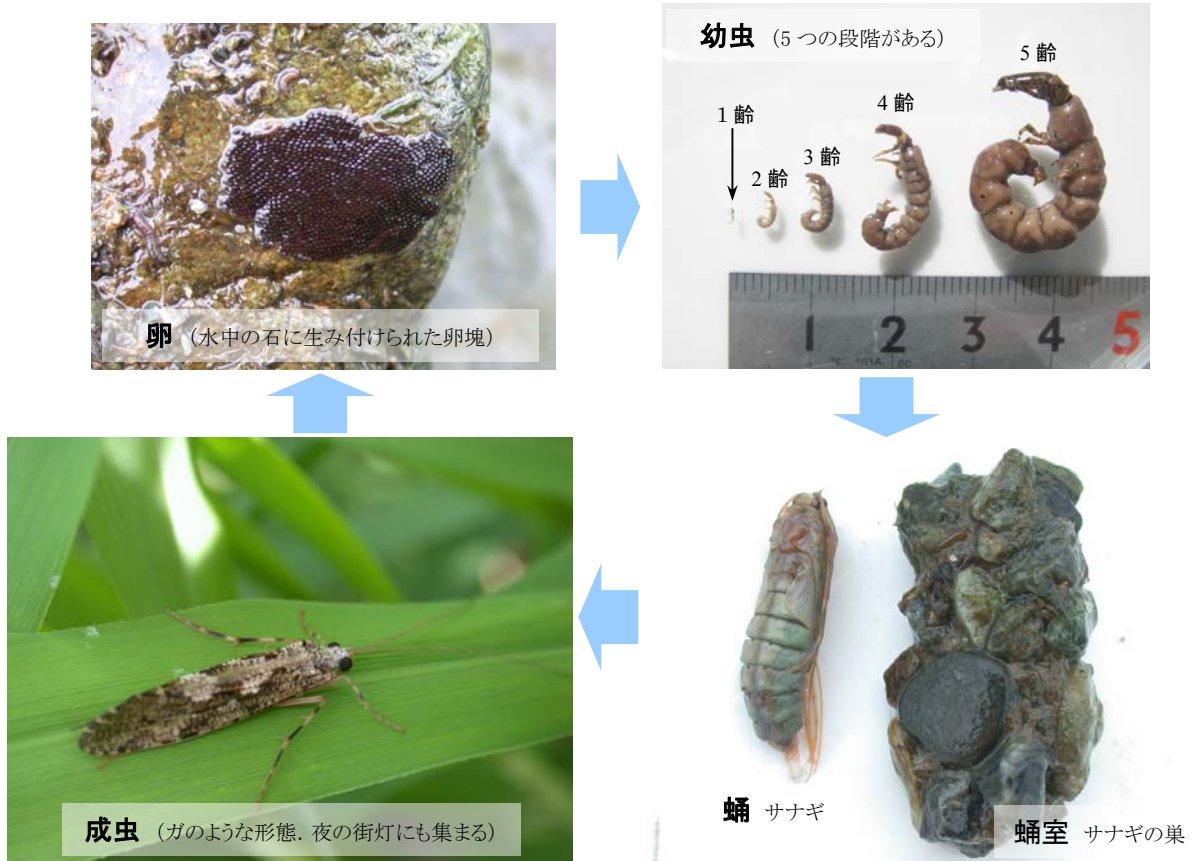 幼虫 (5 つの段階がある)
5 齢
4 齢
1 齢
3 齢
2 齢
1 2 3 4 5
卵 (水中の石に生み付けられた卵塊)
蛹 サナギ
蛹室 サナギの巣
成虫 (ガのような形態. 夜の街灯にも集まる)